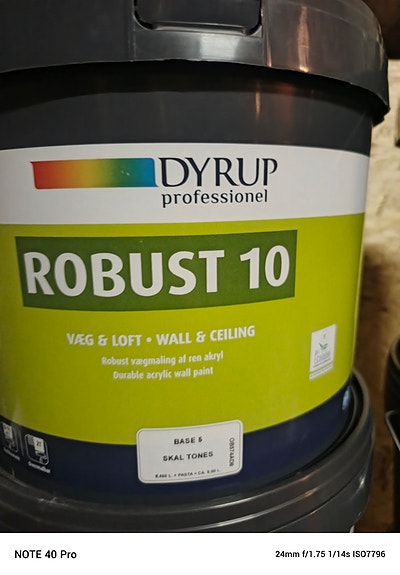 DYRUP
professionel
ROBUST 10
VÆG & LOFT • WALL & CEILING
Robust vægmaling af ren akryl
Durable acrylic wall paint
BASE 5
SKAL TONES
NOTE 40 Pro
24mm f/1.75 1/14s ISO7796